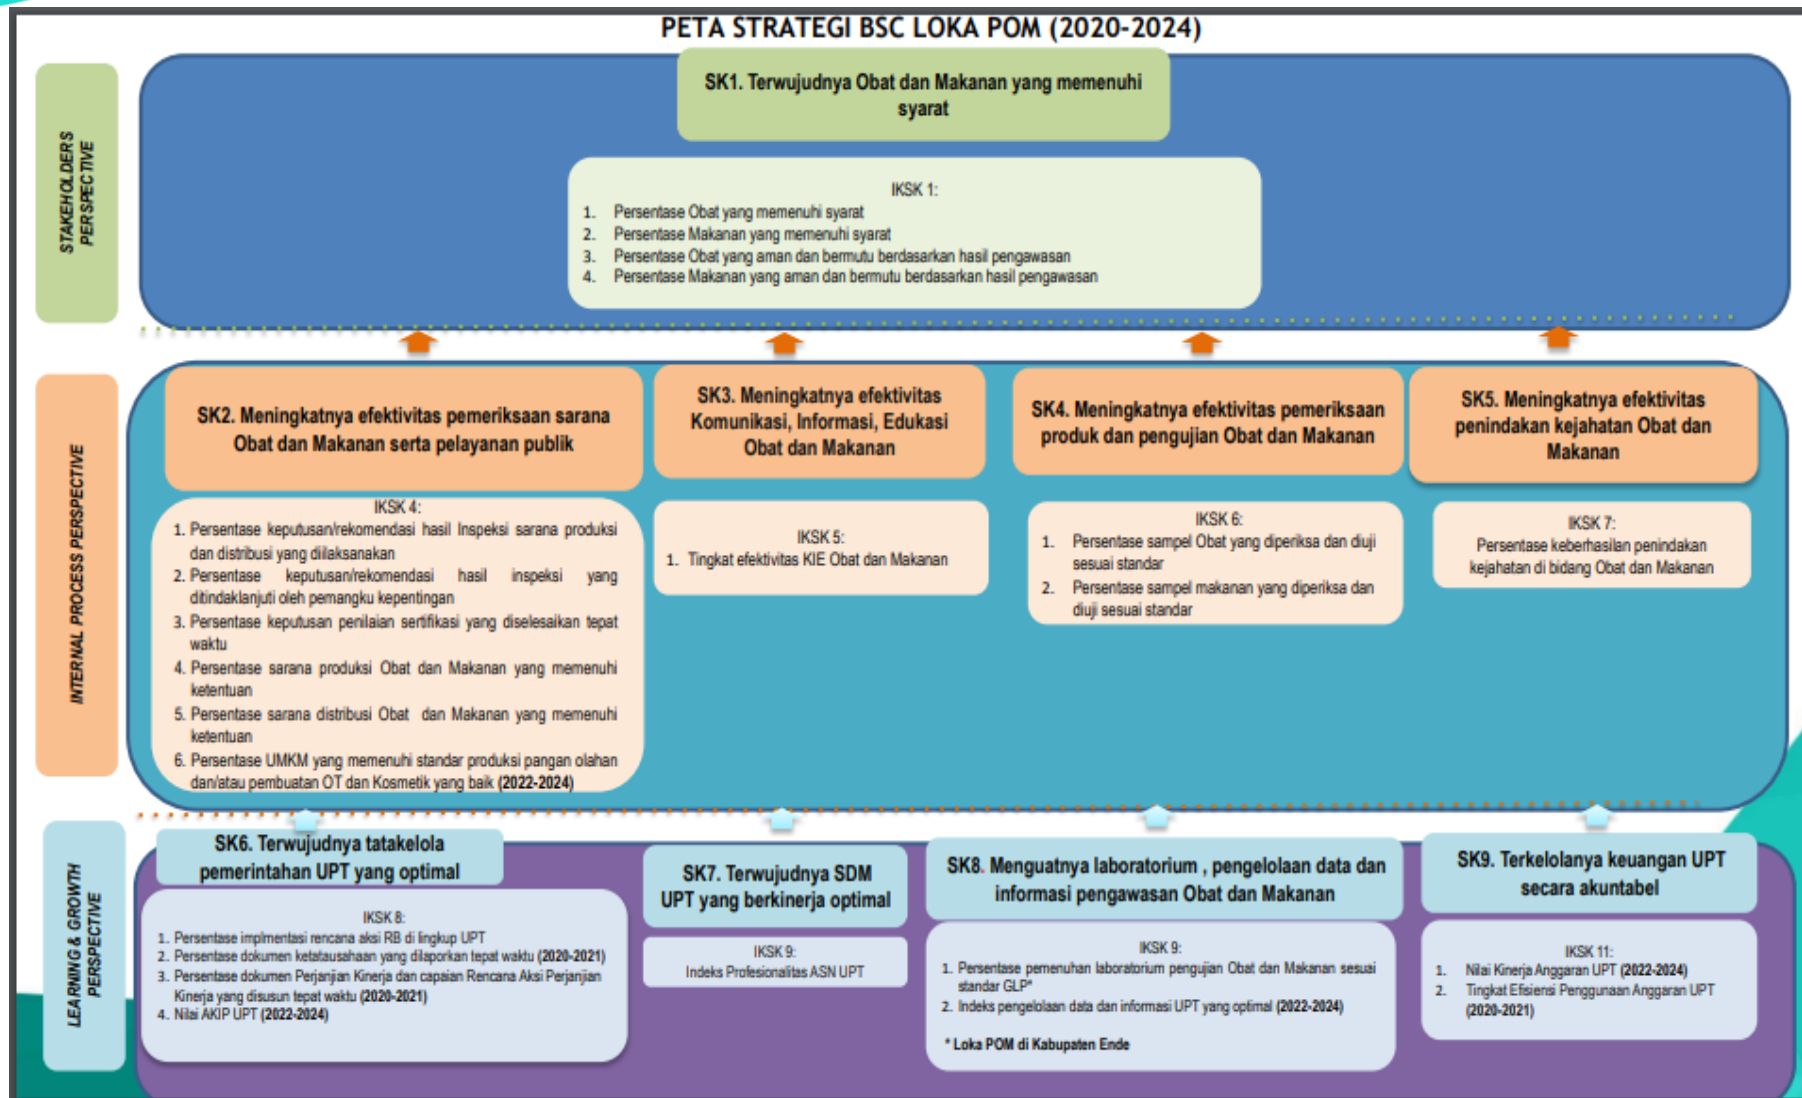 PETA STRATEGI BSC LOKA POM (2020-2024)
STAKEHOLDERS
PERSPECTIVE
SK1. Terwujudnya Obat dan Makanan yang memenuhi
syarat
IKSK 1:
1. Persentase Obat yang memenuhi syarat
2. Persentase Makanan yang memenuhi syarat
3. Persentase Obat yang aman dan bermutu berdasarkan hasil pengawasan
4. Persentase Makanan yang aman dan bermutu berdasarkan hasil pengawasan
INTERNAL PROCESS PERSPECTIVE
SK2. Meningkatnya efektivitas pemeriksaan sarana
Obat dan Makanan serta pelayanan publik
IKSK 4:
1. Persentase keputusan/rekomendasi hasil Inspeksi sarana produksi
dan distribusi yang diilaksanakan
2. Persentase keputusan/rekomendasi hasil inspeksi yang
ditindaklanjuti oleh pemangku kepentingan
3. Persentase keputusan penilaian sertifikasi yang diselesaikan tepat
waktu
4. Persentase sarana produksi Obat dan Makanan yang memenuhi
ketentuan
5. Persentase sarana distribusi Obat dan Makanan yang memenuhi
ketentuan
6. Persentase UMKM yang memenuhi standar produksi pangan olahan
dan/atau pembuatan OT dan Kosmetik yang baik (2022-2024)
SK3. Meningkatnya efektivitas
Komunikasi, Informasi, Edukasi
Obat dan Makanan
IKSK 5:
1. Tingkat efektivitas KIE Obat dan Makanan
SK4. Meningkatnya efektivitas pemeriksaan
produk dan pengujian Obat dan Makanan
IKSK 6:
1. Persentase sampel Obat yang diperiksa dan diuji
sesuai standar
2. Persentase sampel makanan yang diperiksa dan
diuji sesuai standar
SK5. Meningkatnya efektivitas
penindakan kejahatan Obat dan
Makanan
IKSK 7:
Persentase keberhasilan penindakan
kejahatan di bidang Obat dan Makanan
LEARNING & GROWTH
PERSPECTIVE
SK6. Terwujudnya tatakelola
pemerintahan UPT yang optimal
IKSK 8:
1. Persentase implmentasi rencana aksi RB di lingkup UPT
2. Persentase dokumen ketatausahaan yang dilaporkan tepat waktu (2020-2021)
3. Persentase dokumen Perjanjian Kinerja dan capaian Rencana Aksi Perjanjian
Kinerja yang disusun tepat waktu (2020-2021)
4. Nilai AKIP UPT (2022-2024)
SK7. Terwujudnya SDM
UPT yang berkinerja optimal
IKSK 9:
Indeks Profesionalitas ASN UPT
SK8. Menguatnya laboratorium , pengelolaan data dan
informasi pengawasan Obat dan Makanan
IKSK 9:
1. Persentase pemenuhan laboratorium pengujian Obat dan Makanan sesuai
standar GLP*
2. Indeks pengelolaan data dan informasi UPT yang optimal (2022-2024)
* Loka POM di Kabupaten Ende
SK9. Terkelolanya keuangan UPT
secara akuntabel
IKSK 11:
1. Nilai Kinerja Anggaran UPT (2022-2024)
2. Tingkat Efisiensi Penggunaan Anggaran UPT
(2020-2021)